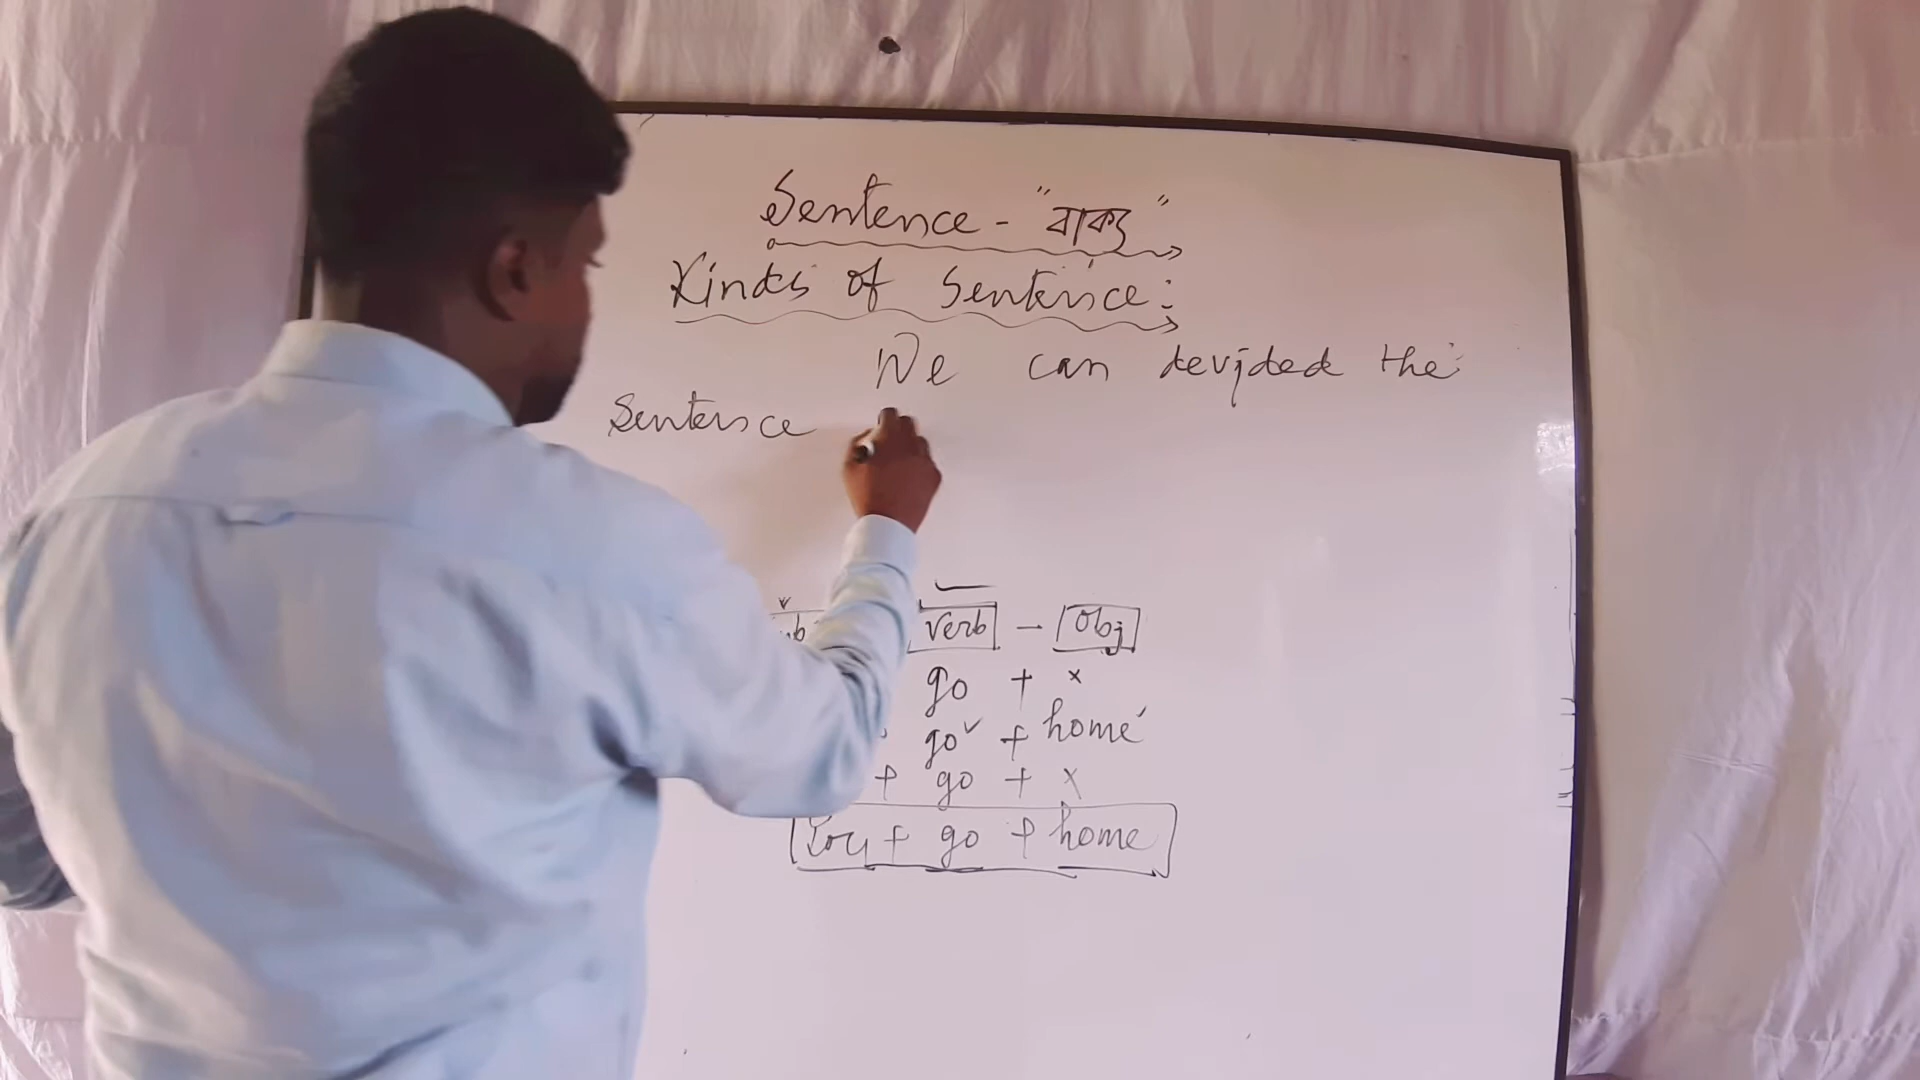 Sentence - "বাক্য"
Kinds of Sentence:
We can devided the
Sentence
verb - Obj
go + x
go + home
+ go + x
You + go + home